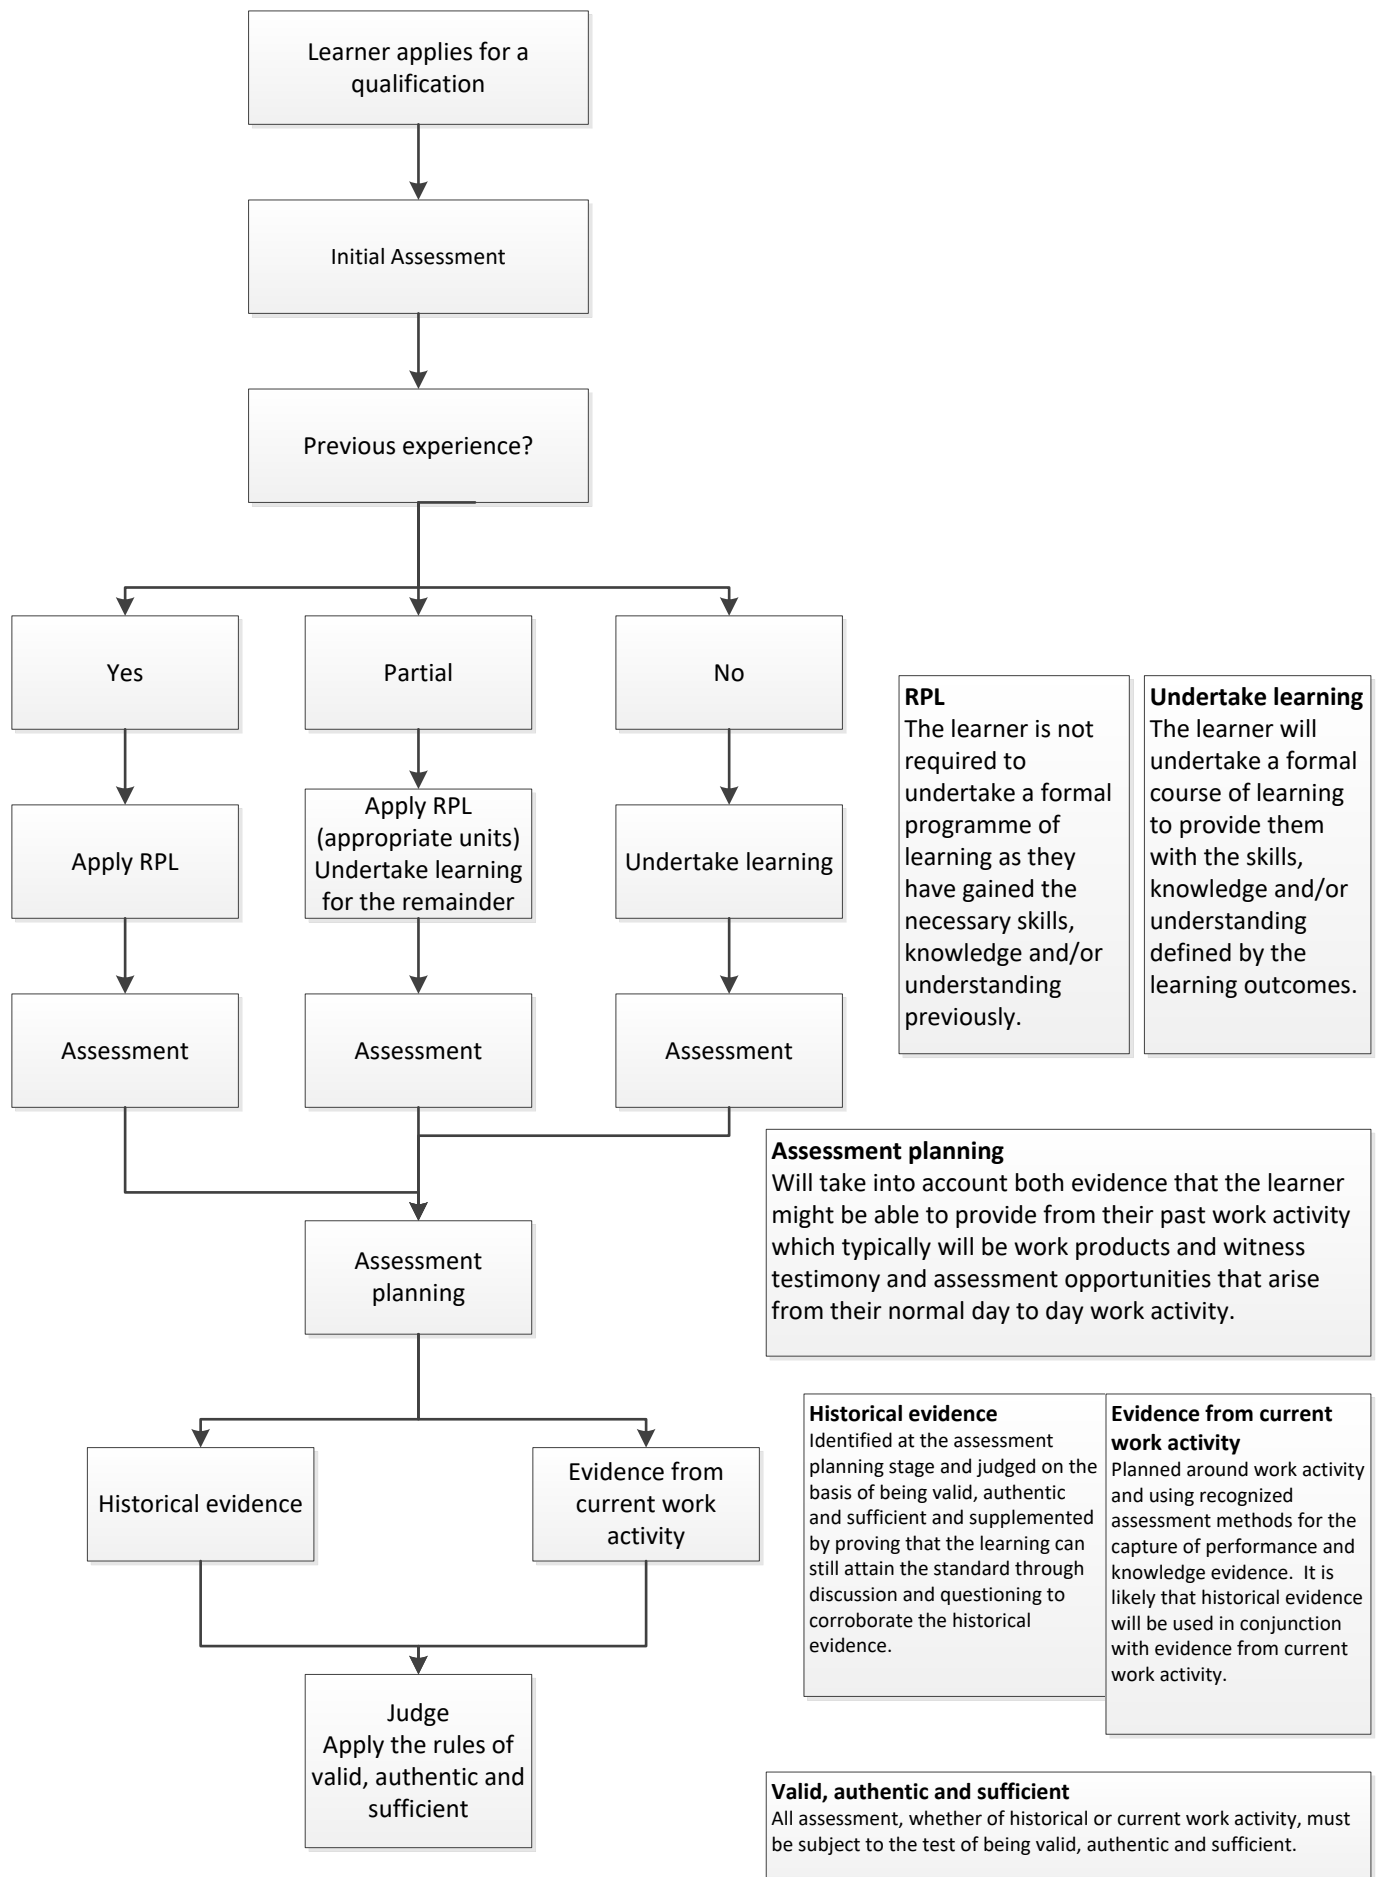 Learner applies for a
qualification
Initial Assessment
Previous experience?
Yes
Partial
No
Apply RPL
Apply RPL
(appropriate units)
Undertake learning
for the remainder
Undertake learning
Assessment
Assessment
Assessment
RPL
The learner is not
required to
undertake a formal
programme of
learning as they
have gained the
necessary skills,
knowledge and/or
understanding
previously.
Undertake learning
The learner will
undertake a formal
course of learning
to provide them
with the skills,
knowledge and/or
understanding
defined by the
learning outcomes.
Assessment
planning
Assessment planning
Will take into account both evidence that the learner
might be able to provide from their past work activity
which typically will be work products and witness
testimony and assessment opportunities that arise
from their normal day to day work activity.
Historical evidence
Evidence from
current work
activity
Historical evidence
Identified at the assessment
planning stage and judged on the
basis of being valid, authentic
and sufficient and supplemented
by proving that the learning can
still attain the standard through
discussion and questioning to
corroborate the historical
evidence.
Evidence from current
work activity
Planned around work activity
and using recognized
assessment methods for the
capture of performance and
knowledge evidence.  It is
likely that historical evidence
will be used in conjunction
with evidence from current
work activity.
Judge
Apply the rules of
valid, authentic and
sufficient
Valid, authentic and sufficient
All assessment, whether of historical or current work activity, must
be subject to the test of being valid, authentic and sufficient.